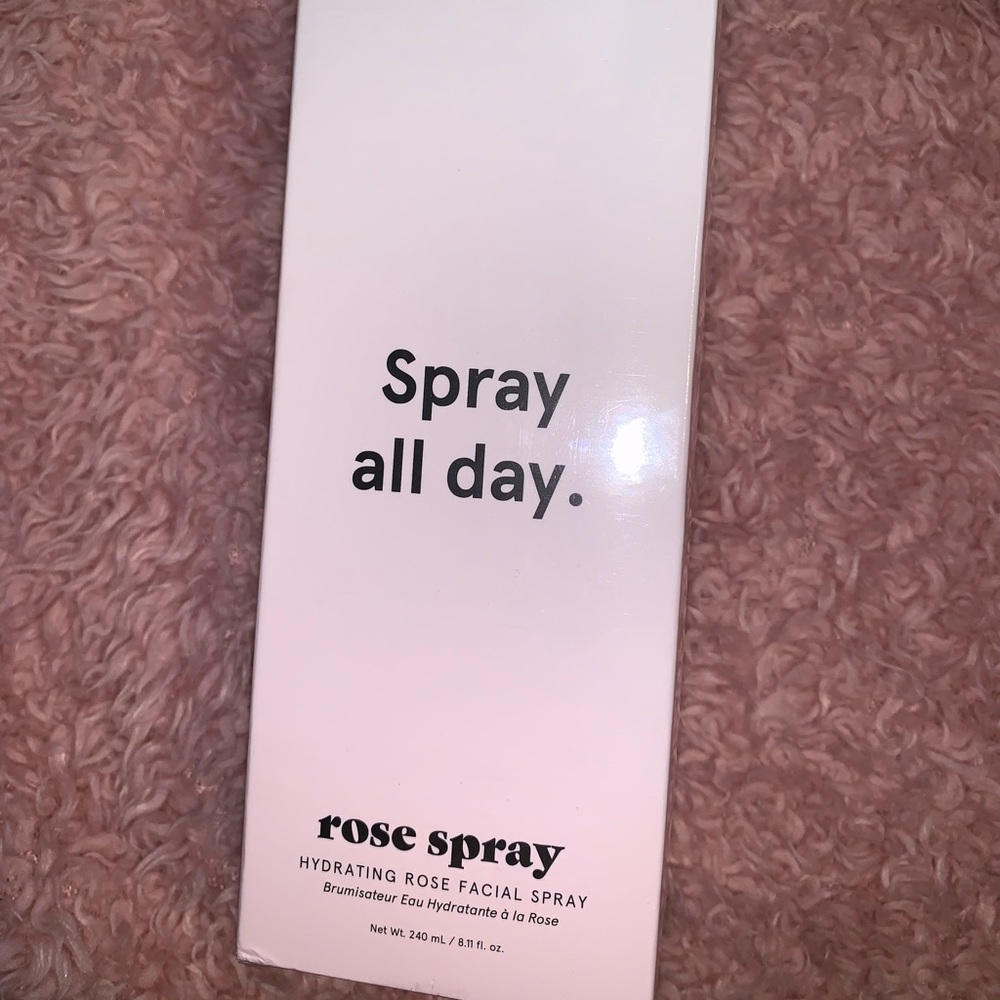 Spray
all day.
rose spray
HYDRATING ROSE FACIAL SPRAY
Brumisateur Eau Hydratante à la Rose
Net Wt. 240 mL / 8.11 fl. oz.